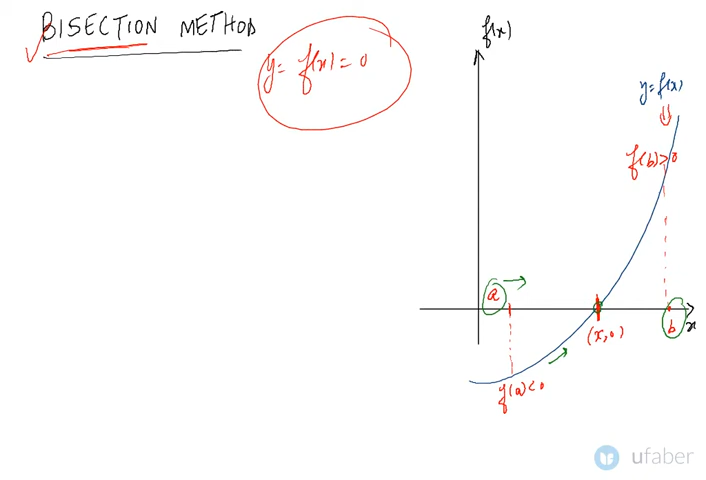 BISECTION METHOD
y = f(x) = 0
f(x)
y=f(x)
f(b)>0
a
(x,0)
b
x
f(a)<0
ufaber